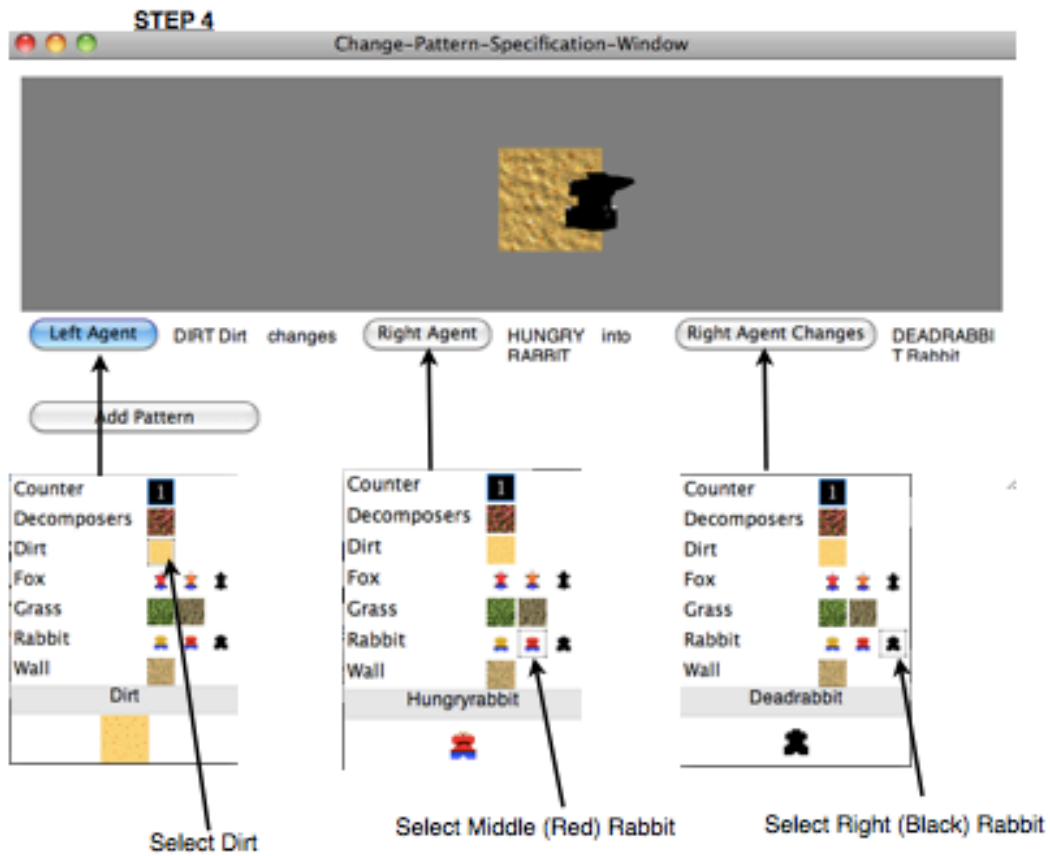 STEP 4
Change-Pattern-Specification-Window
Left Agent DIRT Dirt changes Right Agent HUNGRY into Right Agent Changes DEADRABBI
RABBIT T Rabbit
Add Pattern
Counter 1
Decomposers
Dirt
Fox
Grass
Rabbit
Wall
Dirt
Select Dirt
Counter 1
Decomposers
Dirt
Fox
Grass
Rabbit
Wall
Hungryrabbit
Select Middle (Red) Rabbit
Counter 1
Decomposers
Dirt
Fox
Grass
Rabbit
Wall
Deadrabbit
Select Right (Black) Rabbit